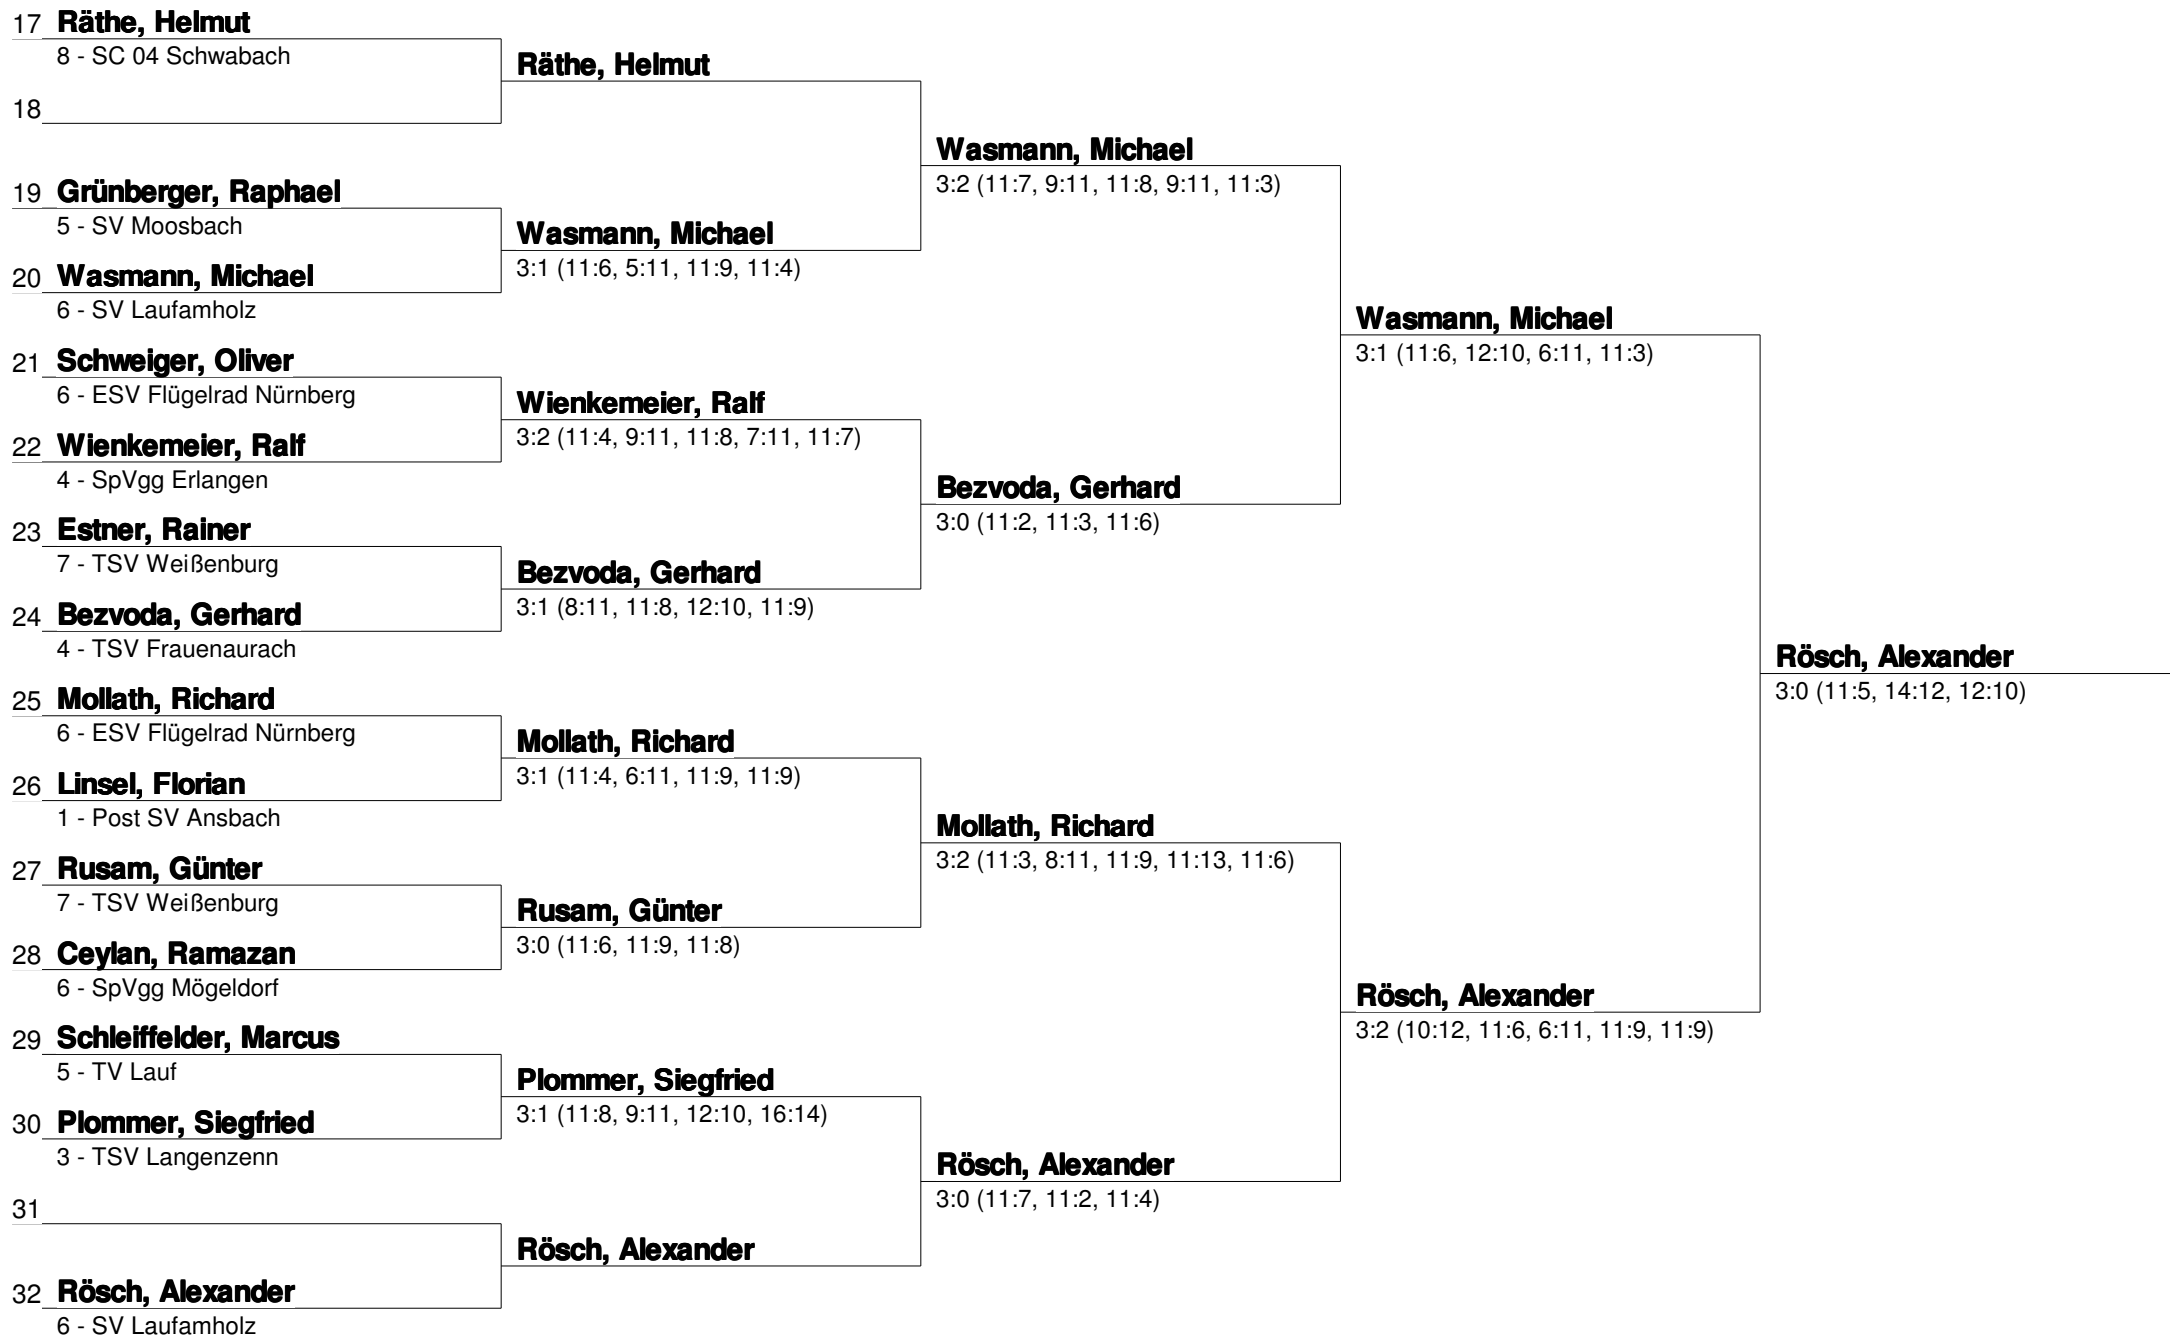 17 Räthe, Helmut
8 - SC 04 Schwabach
Räthe, Helmut
18
Wasmann, Michael
3:2 (11:7, 9:11, 11:8, 9:11, 11:3)
19 Grünberger, Raphael
5 - SV Moosbach
Wasmann, Michael
3:1 (11:6, 5:11, 11:9, 11:4)
20 Wasmann, Michael
6 - SV Laufamholz
Wasmann, Michael
3:1 (11:6, 12:10, 6:11, 11:3)
21 Schweiger, Oliver
6 - ESV Flügelrad Nürnberg
Wienkemeier, Ralf
3:2 (11:4, 9:11, 11:8, 7:11, 11:7)
22 Wienkemeier, Ralf
4 - SpVgg Erlangen
Bezvoda, Gerhard
3:0 (11:2, 11:3, 11:6)
23 Estner, Rainer
7 - TSV Weißenburg
Bezvoda, Gerhard
3:1 (8:11, 11:8, 12:10, 11:9)
24 Bezvoda, Gerhard
4 - TSV Frauenaurach
Rösch, Alexander
3:0 (11:5, 14:12, 12:10)
25 Mollath, Richard
6 - ESV Flügelrad Nürnberg
Mollath, Richard
3:1 (11:4, 6:11, 11:9, 11:9)
26 Linsel, Florian
1 - Post SV Ansbach
Mollath, Richard
3:2 (11:3, 8:11, 11:9, 11:13, 11:6)
27 Rusam, Günter
7 - TSV Weißenburg
Rusam, Günter
3:0 (11:6, 11:9, 11:8)
28 Ceylan, Ramazan
6 - SpVgg Mögeldorf
Rösch, Alexander
3:2 (10:12, 11:6, 6:11, 11:9, 11:9)
29 Schleiffelder, Marcus
5 - TV Lauf
Plommer, Siegfried
3:1 (11:8, 9:11, 12:10, 16:14)
30 Plommer, Siegfried
3 - TSV Langenzenn
Rösch, Alexander
3:0 (11:7, 11:2, 11:4)
31
Rösch, Alexander
32 Rösch, Alexander
6 - SV Laufamholz